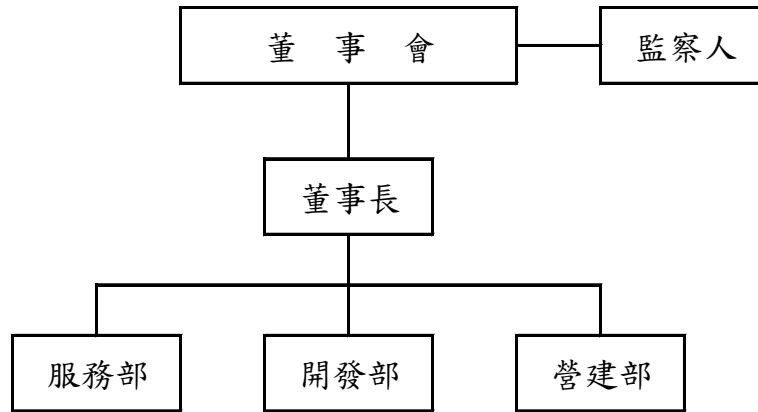 董 事 會
監察人
董事長
服務部
開發部
營建部